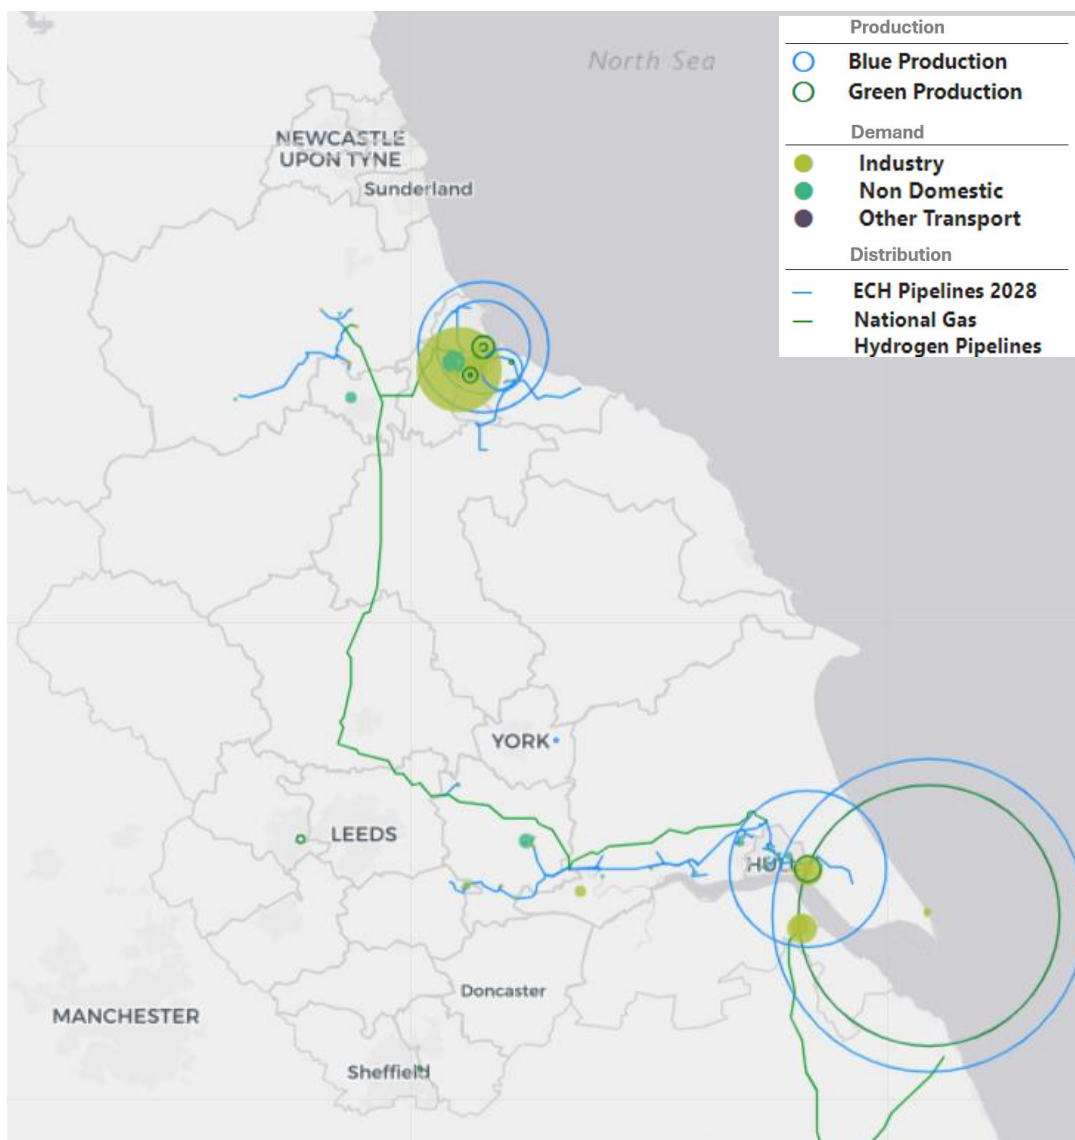 North Sea
Production
Blue Production
Green Production
Demand
Industry
Non Domestic
Other Transport
Distribution
ECH Pipelines 2028
National Gas
Hydrogen Pipelines
NEWCASTLE
UPON TYNE
Sunderland
YORK
LEEDS
HULL
Doncaster
MANCHESTER
Sheffield